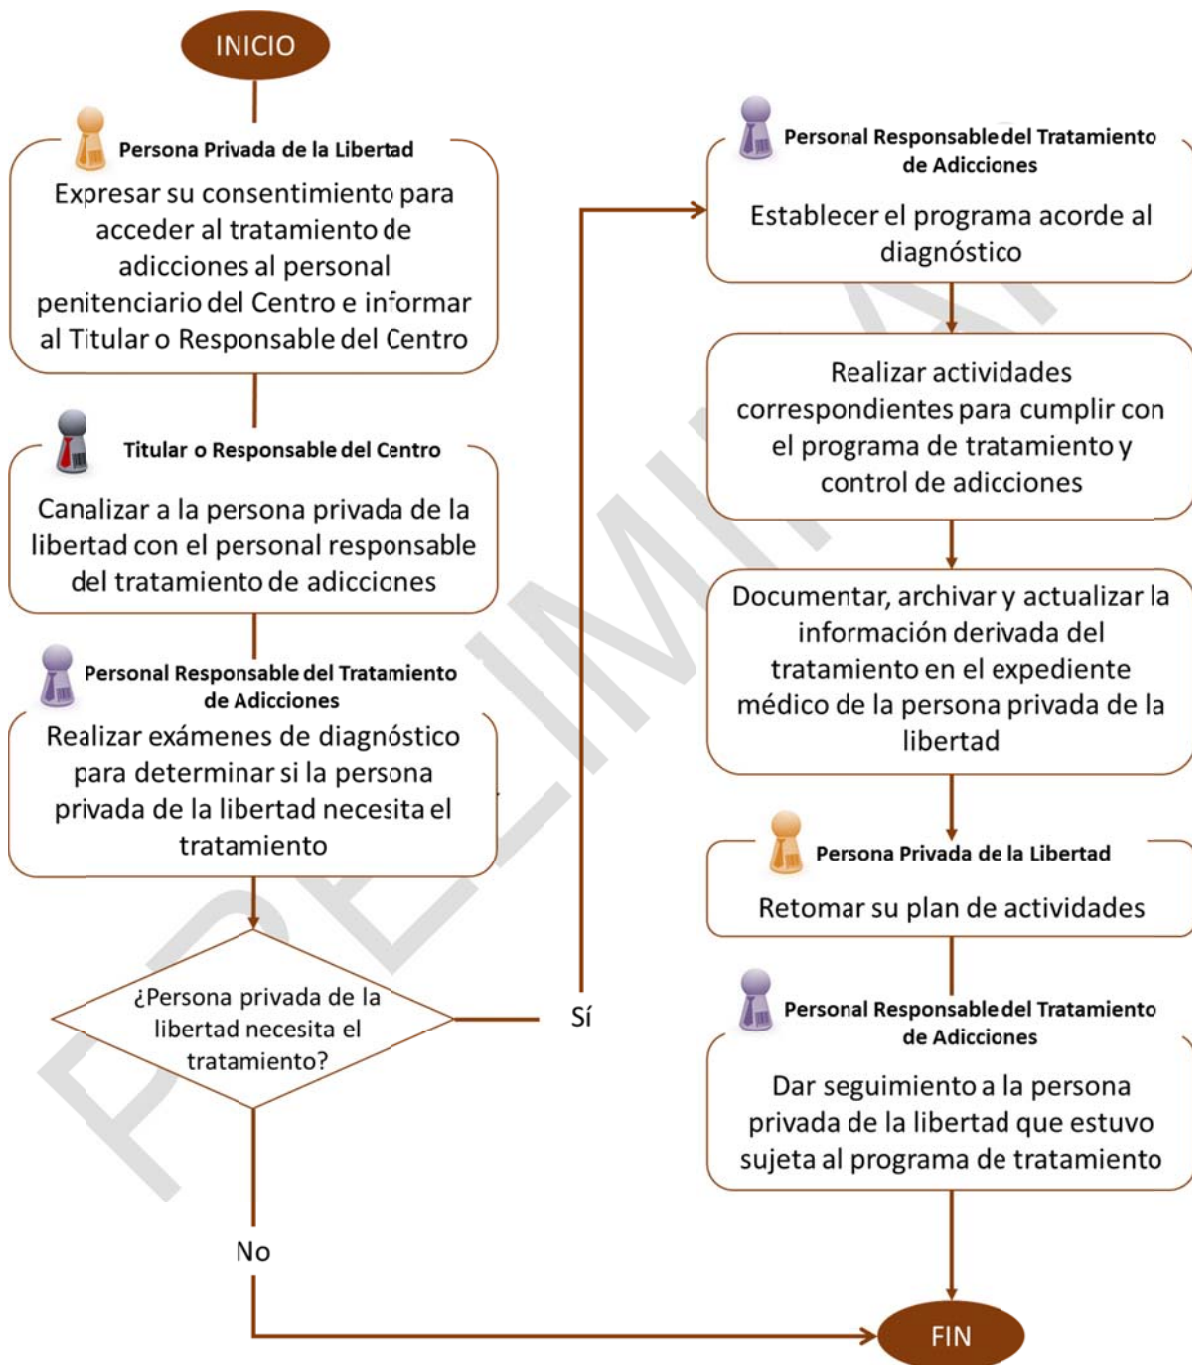 INICIO
Persona Privada de la Libertad
Expresar su consentimiento para
acceder al tratamiento de
adicciones al personal
penitenciario del Centro e informar
al Titular o Responsable del Centro
Titular o Responsable del Centro
Canalizar a la persona privada de la
libertad con el personal responsable
del tratamiento de adicciones
Personal Responsable del Tratamiento
de Adicciones
Realizar exámenes de diagnóstico
para determinar si la persona
privada de la libertad necesita el
tratamiento
¿Persona privada de la
libertad necesita el
tratamiento?
Sí
No
Personal Responsable del Tratamiento
de Adicciones
Establecer el programa acorde al
diagnóstico
Realizar actividades
correspondientes para cumplir con
el programa de tratamiento y
control de adicciones
Documentar, archivar y actualizar la
información derivada del
tratamiento en el expediente
médico de la persona privada de la
libertad
Persona Privada de la Libertad
Retomar su plan de actividades
Personal Responsable del Tratamiento
de Adicciones
Dar seguimiento a la persona
privada de la libertad que estuvo
sujeta al programa de tratamiento
FIN
PRELIMINAR